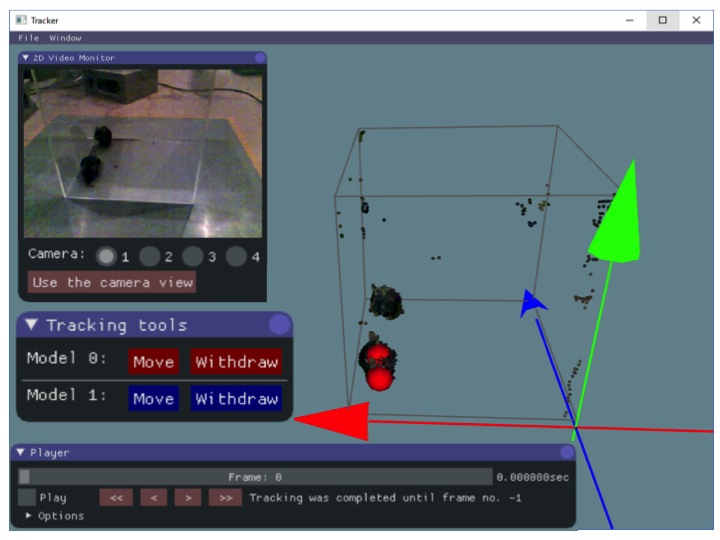 Tracker
File Window
2D Video Monitor
Camera: 1 2 3 4
Use the camera view
Tracking tools
Model 0: Move Withdraw
Model 1: Move Withdraw
Player
Frame: 0 0.000000sec
Play << < > >> Tracking was completed until frame no. -1
Options